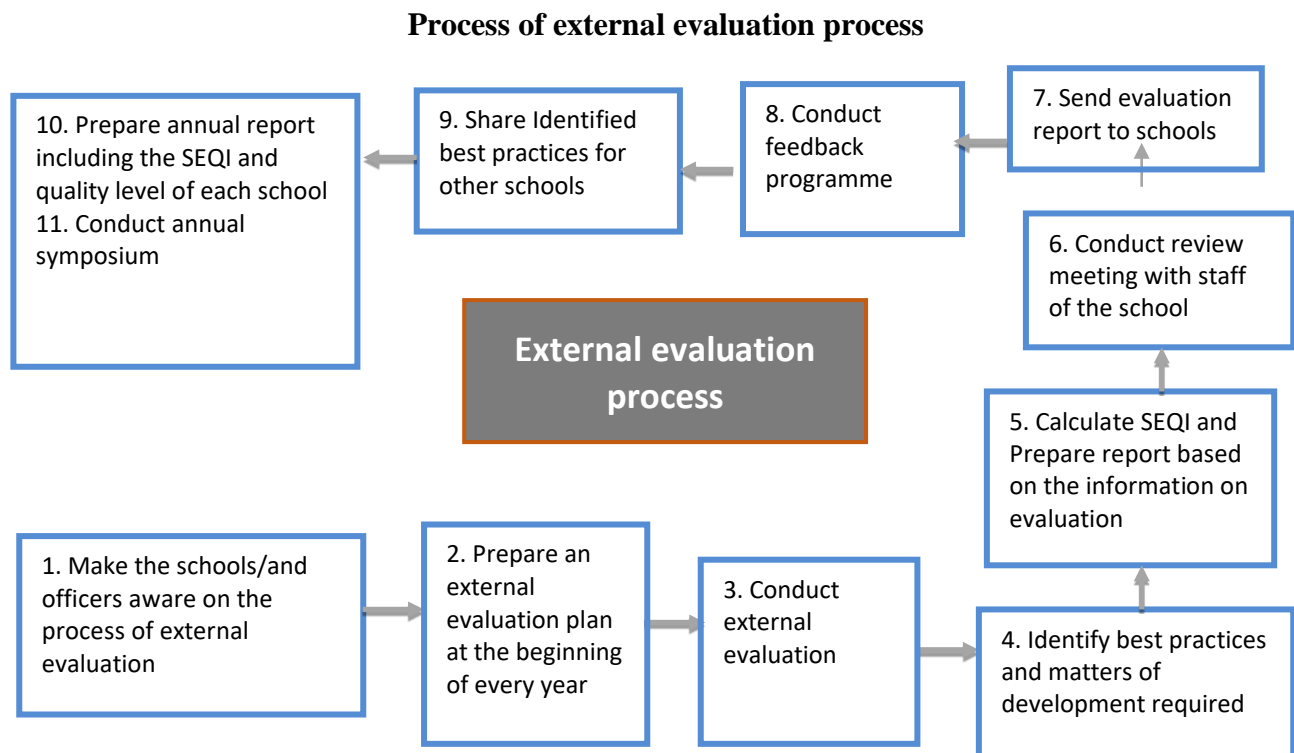 Process of external evaluation process
10. Prepare annual report
including the SEQI and
quality level of each school
11. Conduct annual
symposium
9. Share Identified
best practices for
other schools
8. Conduct
feedback
programme
7. Send evaluation
report to schools
6. Conduct review
meeting with staff
of the school
External evaluation
process
5. Calculate SEQI and
Prepare report based
on the information on
evaluation
1. Make the schools/and
officers aware on the
process of external
evaluation
2. Prepare an
external
evaluation plan
at the beginning
of every year
3. Conduct
external
evaluation
4. Identify best practices
and matters of
development required